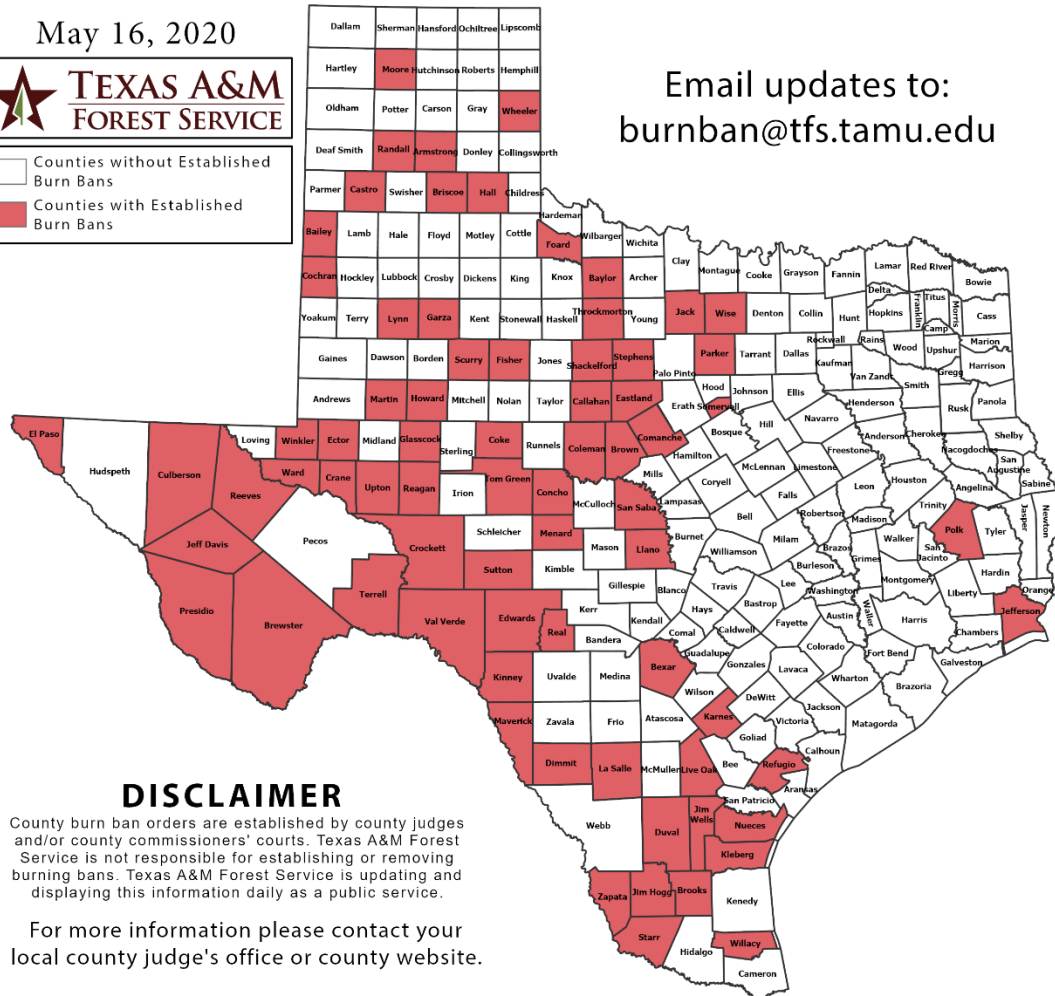 May 16, 2020
TEXAS A&M
FOREST SERVICE
Counties without Established
Burn Bans
Counties with Established
Burn Bans
Email updates to:
burnban@tfs.tamu.edu
Dallam Sherman Hansford Ochiltree Lipscomb
Hartley Moore Hutchinson Roberts Hemphill
Oldham Potter Carson Gray Wheeler
Deaf Smith Randall Armstrong Donley Collingsworth
Parmer Castro Swisher Briscoe Hall Childress
Hardeman
Bailey Lamb Hale Floyd Motley Cottle Foard Wilbarger Wichita
Clay Montague Cooke Grayson Fannin Lamar Red River Bowie
Cochran Hockley Lubbock Crosby Dickens King Knox Baylor Archer
Delta Franklin Titus Morris Cass
Yoakum Terry Lynn Garza Kent Stonewall Haskell Throckmorton Young Jack Wise Denton Collin Hunt Hopkins Camp
Rockwall Rains Wood Upshur Marion
Gaines Dawson Borden Scurry Fisher Jones Shackelford Stephens Palo Pinto Parker Tarrant Dallas Kaufman Van Zandt Gregg Harrison
Andrews Martin Howard Mitchell Nolan Taylor Callahan Eastland Erath Hood Somervell Johnson Ellis Henderson Smith Rusk Panola
El Paso Hudspeth Culberson Reeves Loving Winkler Ector Midland Glasscock Sterling Coke Runnels Coleman Brown Comanche Hamilton Bosque Hill Navarro Anderson Cherokee Nacogdoches Shelby
San Augustine Sabine
Ward Crane Upton Reagan Irion Tom Green Concho McCulloch San Saba Mills Lampasas Coryell McLennan Limestone Freestone Leon Houston Angelina
Jeff Davis Pecos Crockett Schleicher Menard Mason Llano Burnet Bell Falls Robertson Madison Trinity Polk Tyler Jasper Newton
Presidio Brewster Terrell Sutton Kimble Gillespie Blanco Williamson Milam Brazos Grimes Walker San Jacinto Hardin
Val Verde Edwards Real Kerr Kendall Hays Travis Bastrop Lee Burleson Washington Montgomery Liberty Orange Jefferson
Bandera Comal Caldwell Fayette Austin Waller Harris Chambers
Kinney Uvalde Medina Bexar Guadalupe Gonzales Lavaca Colorado Fort Bend Galveston
Maverick Zavala Frio Atascosa Wilson Karnes DeWitt Victoria Jackson Wharton Matagorda Brazoria
Dimmit La Salle McMullen Live Oak Bee Goliad Refugio Calhoun Aransas
Webb Duval Jim Wells San Patricio Nueces
Kleberg
Zapata Jim Hogg Brooks Kenedy
Starr Hidalgo Willacy
Cameron
DISCLAIMER
County burn ban orders are established by county judges
and/or county commissioners' courts. Texas A&M Forest
Service is not responsible for establishing or removing
burning bans. Texas A&M Forest Service is updating and
displaying this information daily as a public service.
For more information please contact your
local county judge's office or county website.